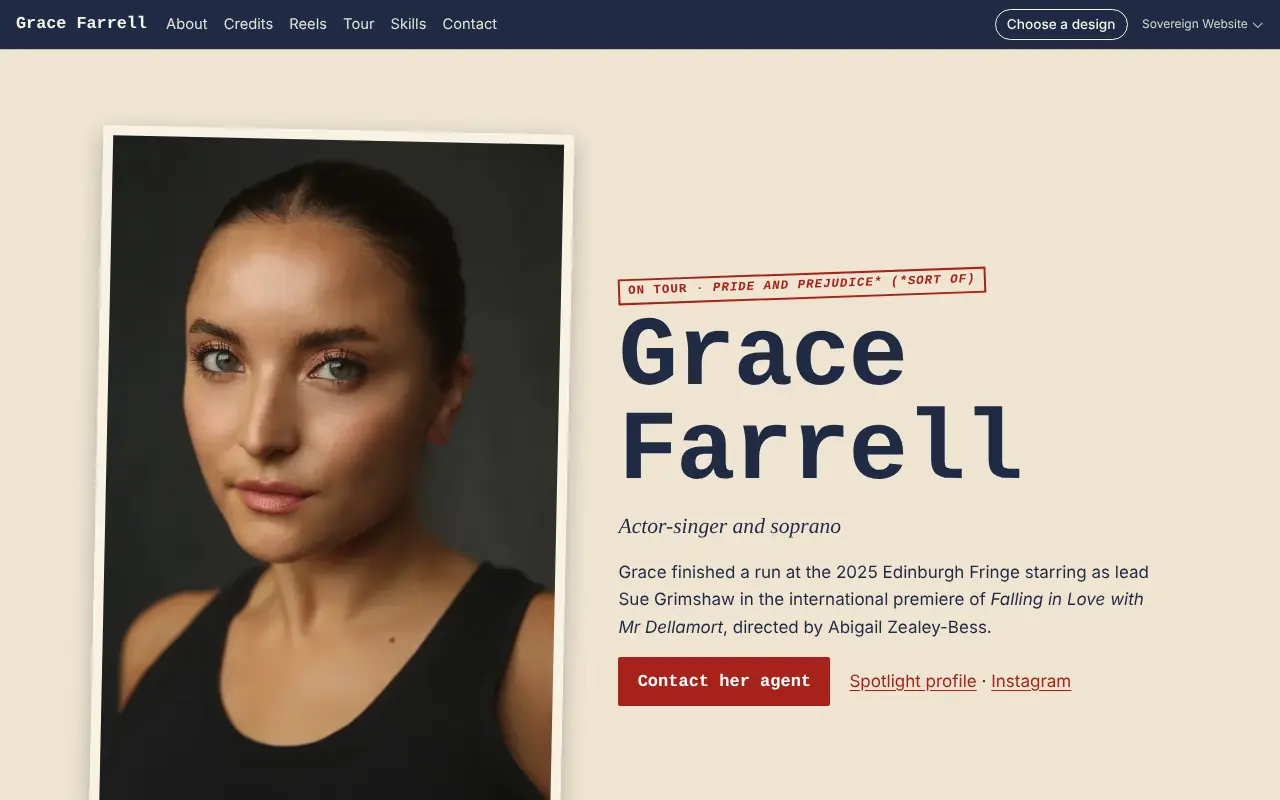 Grace Farrell About Credits Reels Tour Skills Contact Choose a design Sovereign Website
ON TOUR · PRIDE AND PREJUDICE* (*SORT OF)
Grace
Farrell
Actor-singer and soprano
Grace finished a run at the 2025 Edinburgh Fringe starring as lead
Sue Grimshaw in the international premiere of Falling in Love with
Mr Dellamort, directed by Abigail Zealey-Bess.
Contact her agent Spotlight profile · Instagram